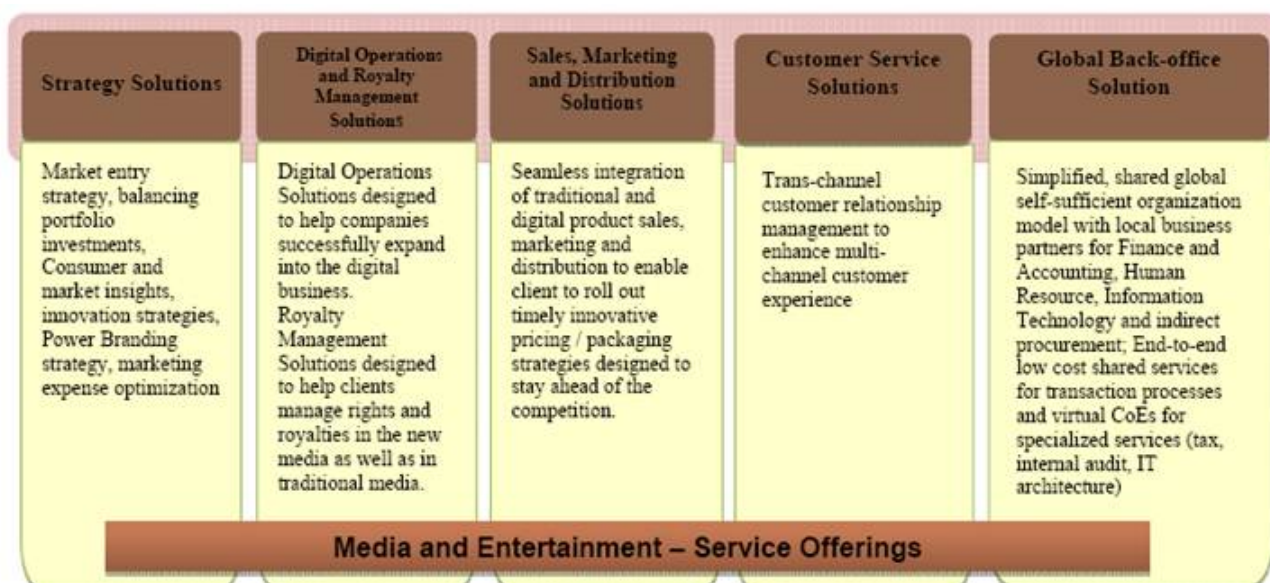 Strategy Solutions
Market entry
strategy, balancing
portfolio
investments,
Consumer and
market insights,
innovation strategies,
Power Branding
strategy, marketing
expense optimization
Digital Operations
and Royalty
Management
Solutions
Digital Operations
Solutions designed
to help companies
successfully expand
into the digital
business.
Royalty
Management
Solutions designed
to help clients
manage rights and
royalties in the new
media as well as in
traditional media.
Sales, Marketing
and Distribution
Solutions
Seamless integration
of traditional and
digital product sales,
marketing and
distribution to enable
client to roll out
timely innovative
pricing / packaging
strategies designed to
stay ahead of the
competition.
Customer Service
Solutions
Trans-channel
customer relationship
management to
enhance multi-
channel customer
experience
Global Back-office
Solution
Simplified, shared global
self-sufficient organization
model with local business
partners for Finance and
Accounting, Human
Resource, Information
Technology and indirect
procurement; End-to-end
low cost shared services
for transaction processes
and virtual CoEs for
specialized services (tax,
internal audit, IT
architecture)
Media and Entertainment – Service Offerings